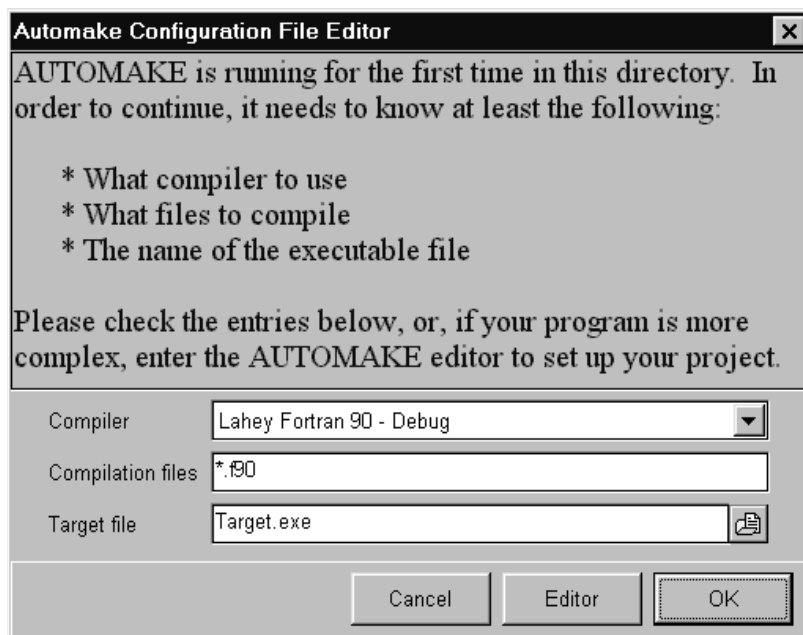 Automake Configuration File Editor
AUTOMAKE is running for the first time in this directory.  In
order to continue, it needs to know at least the following:
* What compiler to use
* What files to compile
* The name of the executable file
Please check the entries below, or, if your program is more
complex, enter the AUTOMAKE editor to set up your project.
Compiler Lahey Fortran 90 - Debug
Compilation files *.f90
Target file Target.exe
Cancel Editor OK